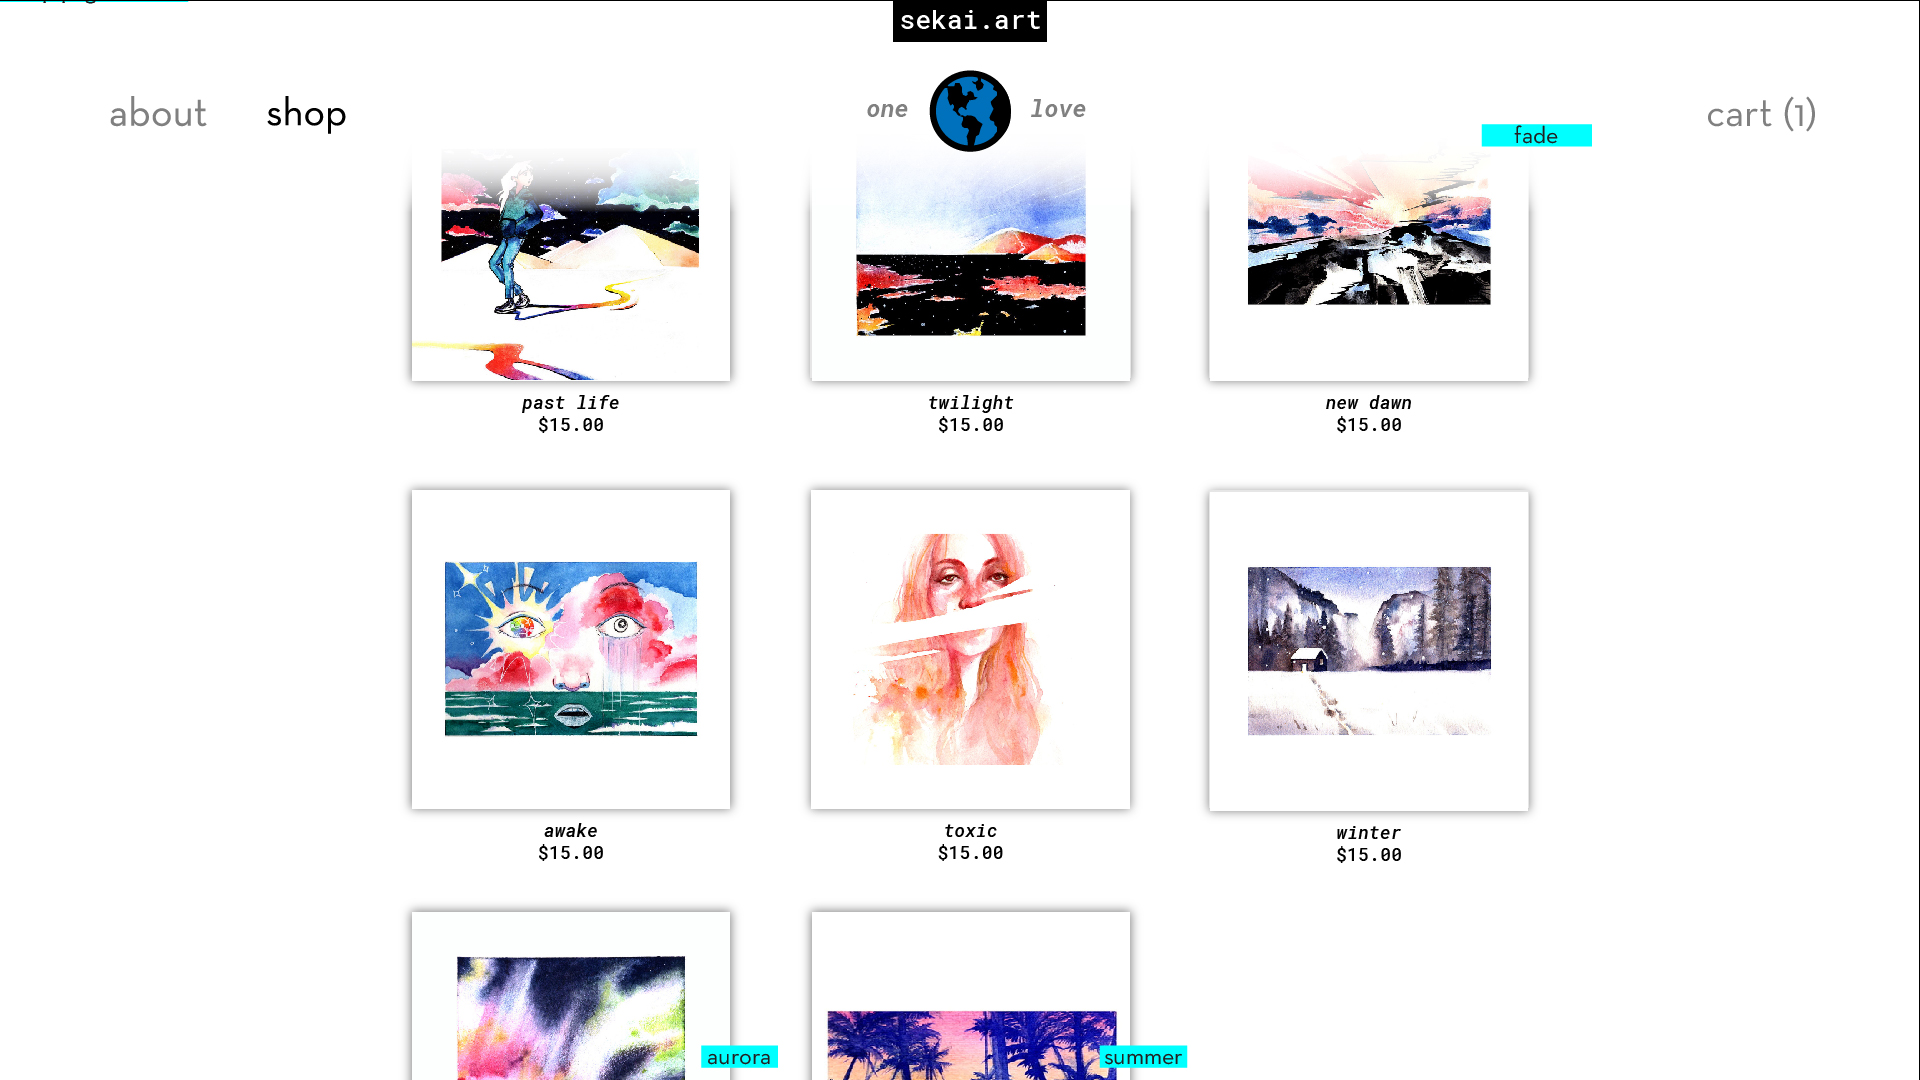 sekai.art
about shop one love cart (1)
fade
past life twilight new dawn
$15.00 $15.00 $15.00
awake toxic winter
$15.00 $15.00 $15.00
aurora summer